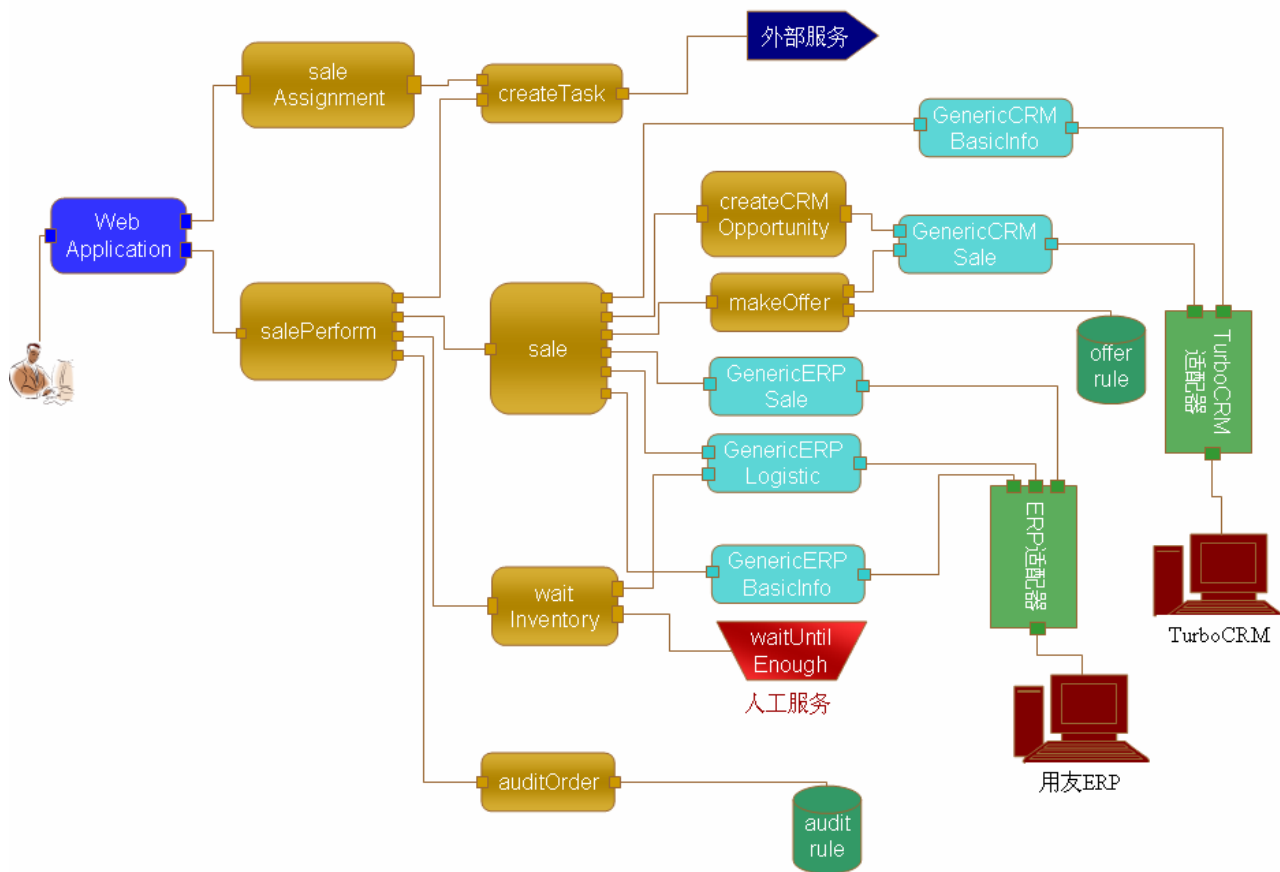 外部服务
sale
Assignment
createTask
GenericCRM
BasicInfo
Web
Application
createCRM
Opportunity
GenericCRM
Sale
salePerform
sale
makeOffer
offer
rule
TurboCRM
适配器
GenericERP
Sale
GenericERP
Logistic
ERP适配器
GenericERP
BasicInfo
wait
Inventory
waitUntil
Enough
人工服务
TurboCRM
用友ERP
auditOrder
audit
rule